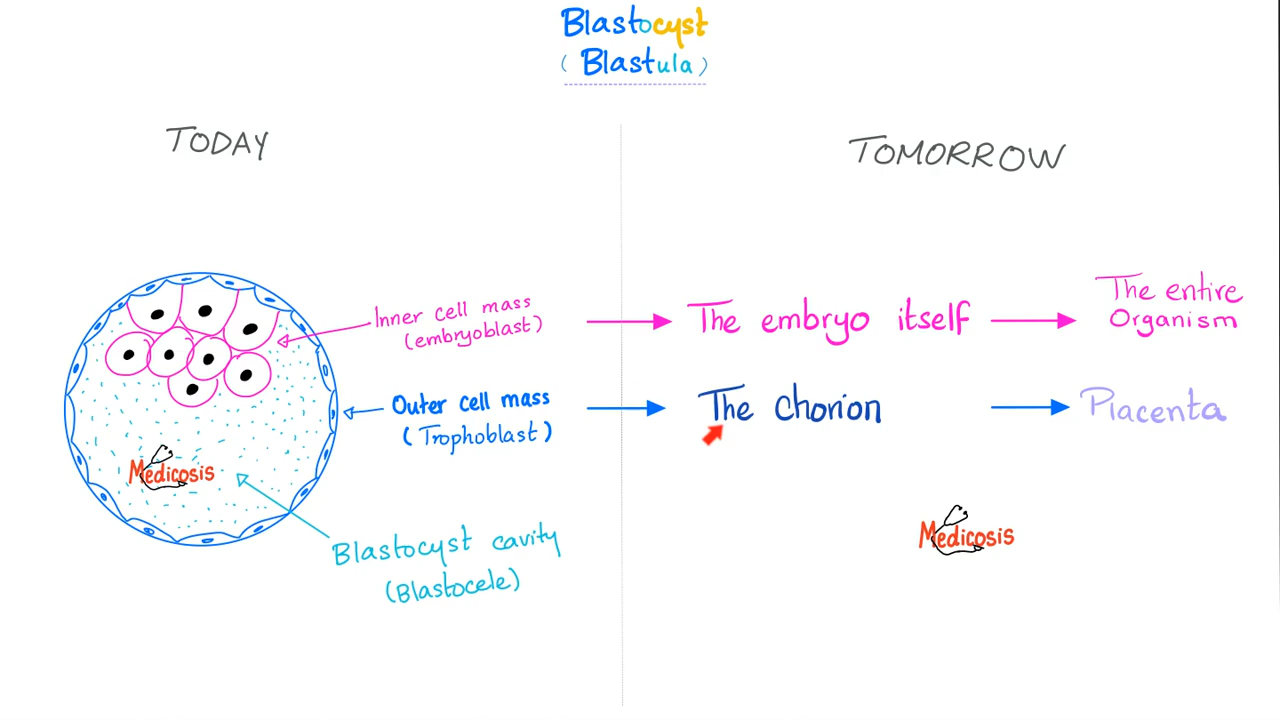 Blastocyst
(Blastula)
TODAY
TOMORROW
Inner cell mass
(embryoblast)
The embryo itself
The entire
Organism
Outer cell mass
(Trophoblast)
The chorion
Placenta
Medicosis
Blastocyst cavity
(Blastocele)
Medicosis